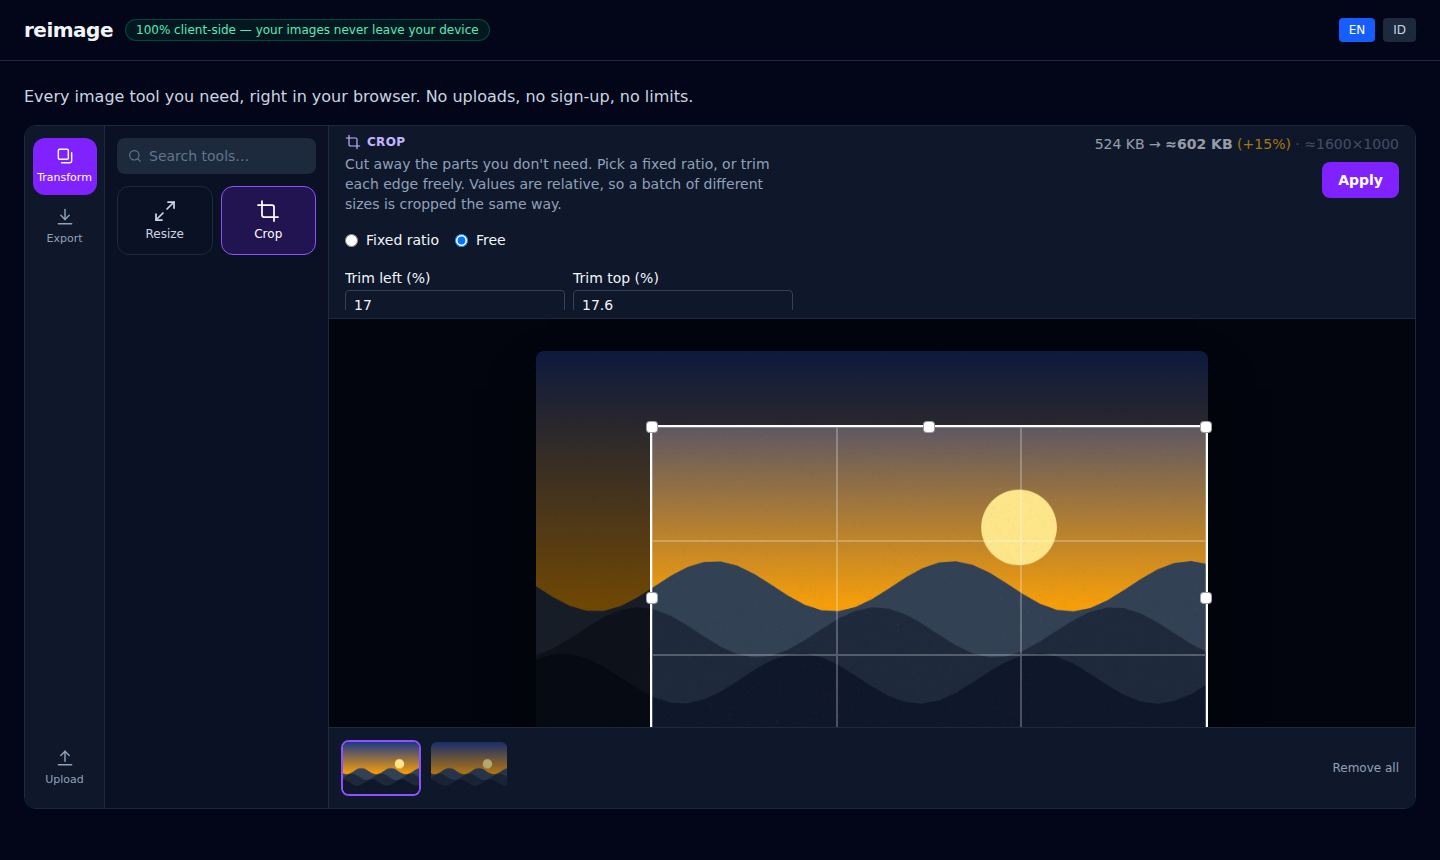 reimage
100% client-side — your images never leave your device
EN
ID
Every image tool you need, right in your browser. No uploads, no sign-up, no limits.
Transform
Export
Upload
Search tools...
Resize
Crop
CROP
Cut away the parts you don't need. Pick a fixed ratio, or trim
each edge freely. Values are relative, so a batch of different
sizes is cropped the same way.
524 KB → ≈602 KB (+15%) · ≈1600×1000
Apply
Fixed ratio
Free
Trim left (%)
Trim top (%)
17
17.6
Remove all